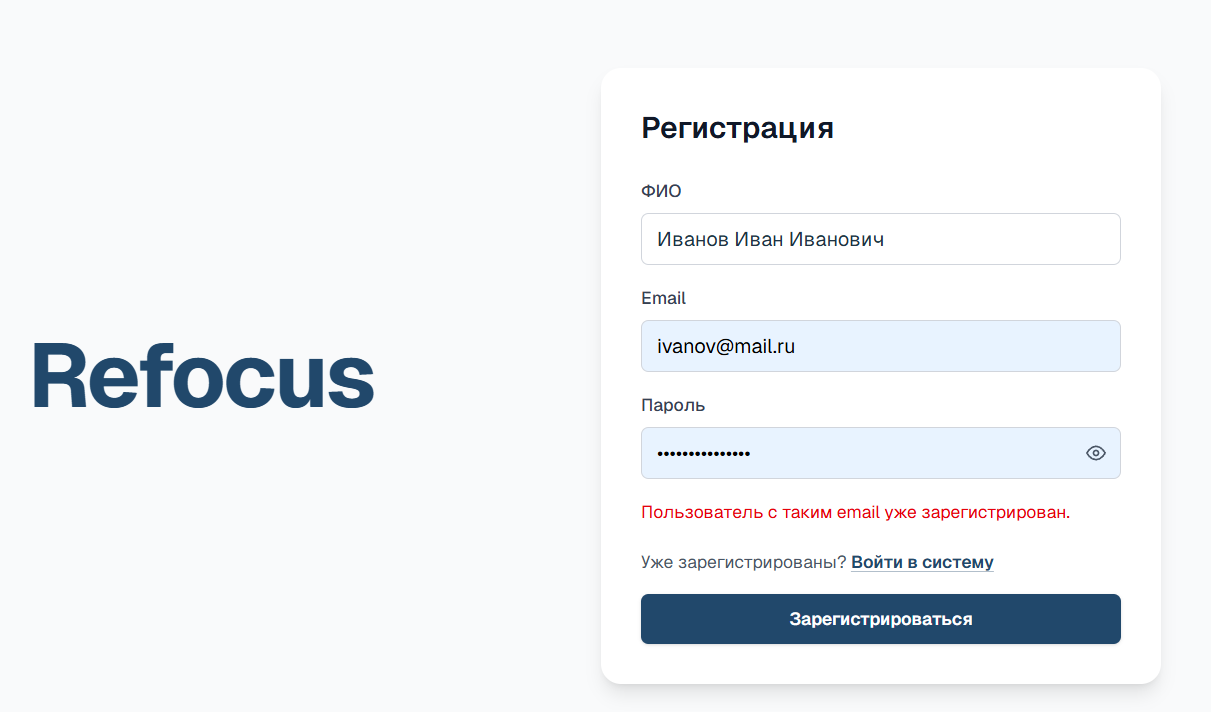 Refocus
Регистрация
ФИО
Иванов Иван Иванович
Email
ivanov@mail.ru
Пароль
•••••••••••••••
Пользователь с таким email уже зарегистрирован.
Уже зарегистрированы? Войти в систему
Зарегистрироваться